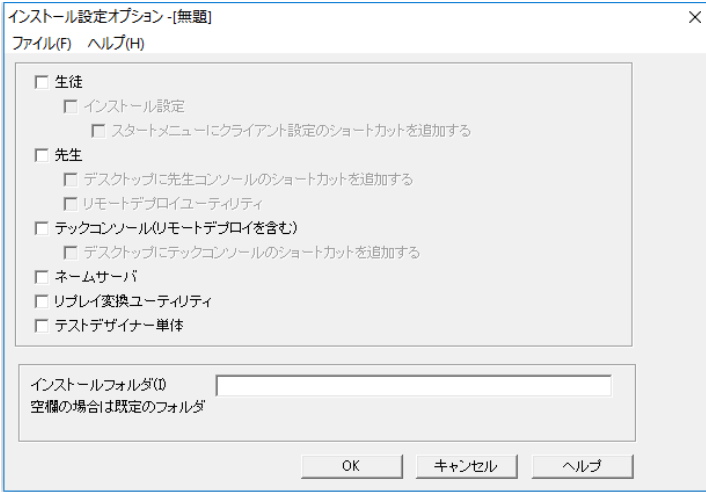 インストール設定オプション -[無題]
ファイル(F) ヘルプ(H)
生徒
インストール設定
スタートメニューにクライアント設定のショートカットを追加する
先生
デスクトップに先生コンソールのショートカットを追加する
リモートデプロイユーティリティ
テックコンソール(リモートデプロイを含む)
デスクトップにテックコンソールのショートカットを追加する
ネームサーバ
リプレイ変換ユーティリティ
テストデザイナー単体
インストールフォルダ(I)
空欄の場合は既定のフォルダ
OK キャンセル ヘルプ